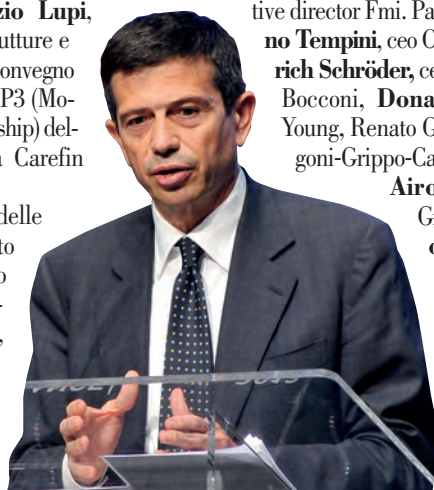 zio Lupi,
utture e
onvegno
P3 (Mo-
ship) del-
a Carefin
delle
to
o
-
,
tive director Fmi. Pa
no Tempini, ceo O
rich Schröder, ce
Bocconi, Dona
Young, Renato G
goni-Grippo-Ca
Airo
G